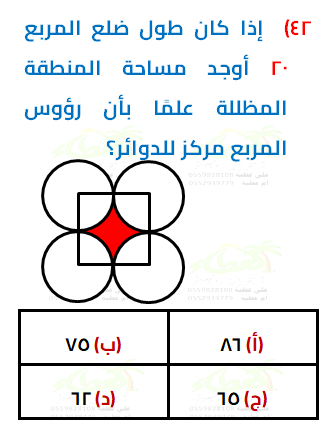 ٤٢) إذا كان طول ضلع المربع
٢٠ أوجد مساحة المنطقة
المظللة علمًا بأن رؤوس
المربع مركز للدوائر؟
(أ) ٨٦
(ب) ٧٥
(ج) ٦٥
(د) ٦٢